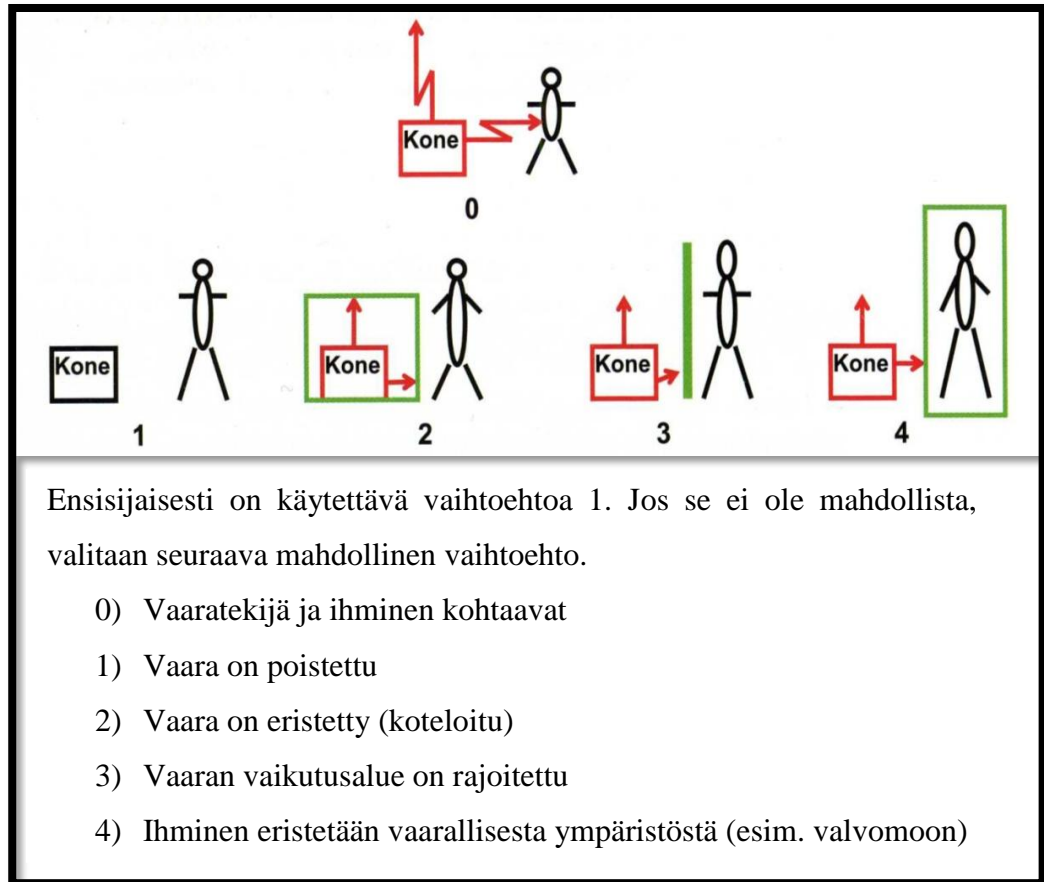 Kone
0
Kone
Kone
Kone
Kone
1
2
3
4
Ensisijaisesti on käytettävä vaihtoehtoa 1. Jos se ei ole mahdollista,
valitaan seuraava mahdollinen vaihtoehto.
0) Vaaratekijä ja ihminen kohtaavat
1) Vaara on poistettu
2) Vaara on eristetty (koteloitu)
3) Vaaran vaikutusalue on rajoitettu
4) Ihminen eristetään vaarallisesta ympäristöstä (esim. valvomoon)